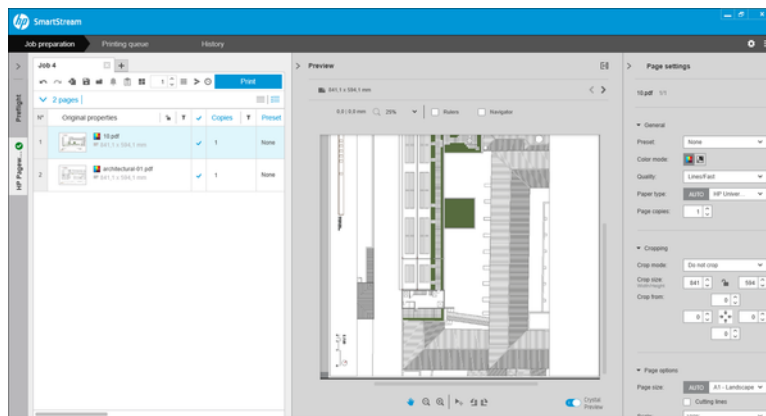 hp SmartStream
Job preparation Printing queue History
Job 4
Print
2 pages
Nº Original properties Copies Preset
1 10.pdf 1 None
841,1 x 594,1 mm
2 architectural-01.pdf 1 None
841,1 x 594,1 mm
Preflight
HP Pagew...
Preview
841,1 x 594,1 mm
0,0 | 0,0 mm 25% Rulers Navigator
Crystal
Preview
Page settings
10.pdf 1/1
General
Preset: None
Color mode:
Quality: Lines/Fast
Paper type: AUTO HP Univer...
Page copies: 1
Cropping
Crop mode: Do not crop
Crop size 841 594
Crop from: 0
0 0
0
Page options
Page size: AUTO A1 - Landscape
Cutting lines